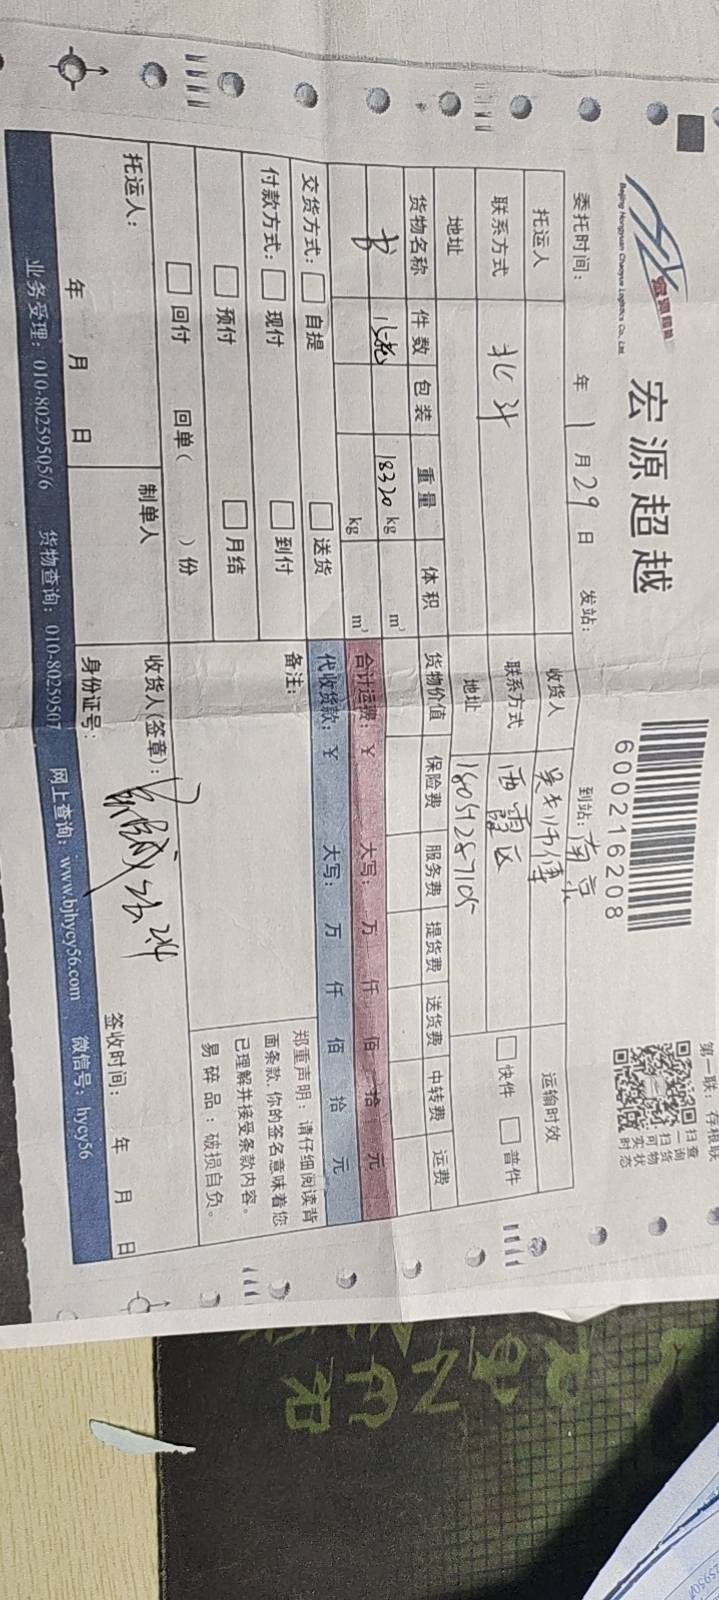 第一联：存根联
宏源超越
宏源超越
Beijing Hongyuan Chaoyue Logistics Co., Ltd.
600216208
扫一扫可实时
查询货物状态
委托时间： 年 1 月 29 日 发站： 到站：南京
托运人 收货人 运输时效
联系方式 北斗 联系方式 西霞区 快件 普件
地址 地址
货物名称 件数 包装 重量 体积 货物价值 保险费 服务费 提货费 送货费 中转费 运费
书 18320 kg m³
kg m³ 合计运费：¥ 大写： 万 仟 佰 拾 元
交货方式： 自提 送货 代收货款：¥ 大写： 万 仟 佰 拾 元
付款方式： 现付 到付 备注：
预付 月结
回付 回单（ ）份
郑重声明：请仔细阅读背
面条款，你的签名意味着您
已理解并接受条款内容。
易碎品：破损自负。
托运人： 制单人 收货人（签章）：
年 月 日 身份证号： 签收时间： 年 月 日
业务受理：010-80259505/6 货物查询：010-80259507 网上查询：www.bjhycy56.com 微信号：hycy56